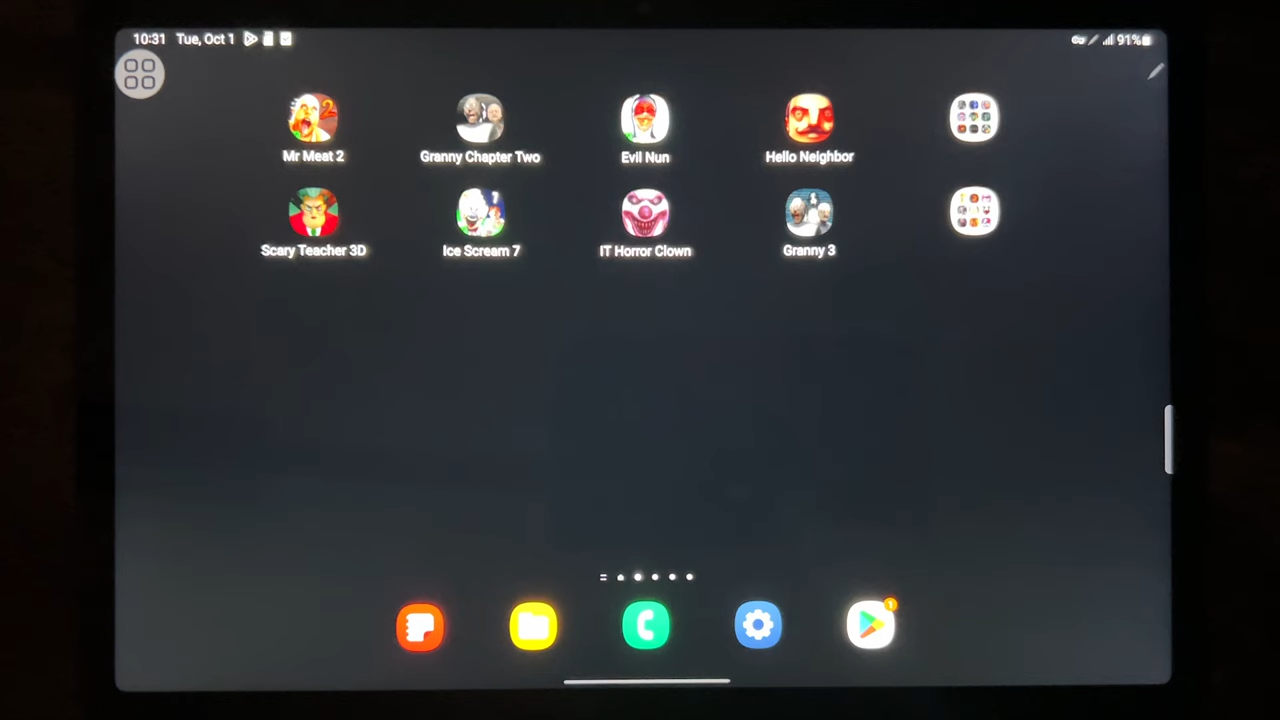 10:31 Tue, Oct 1
91%
Mr Meat 2
Granny Chapter Two
Evil Nun
Hello Neighbor
Scary Teacher 3D
Ice Scream 7
IT Horror Clown
Granny 3
1